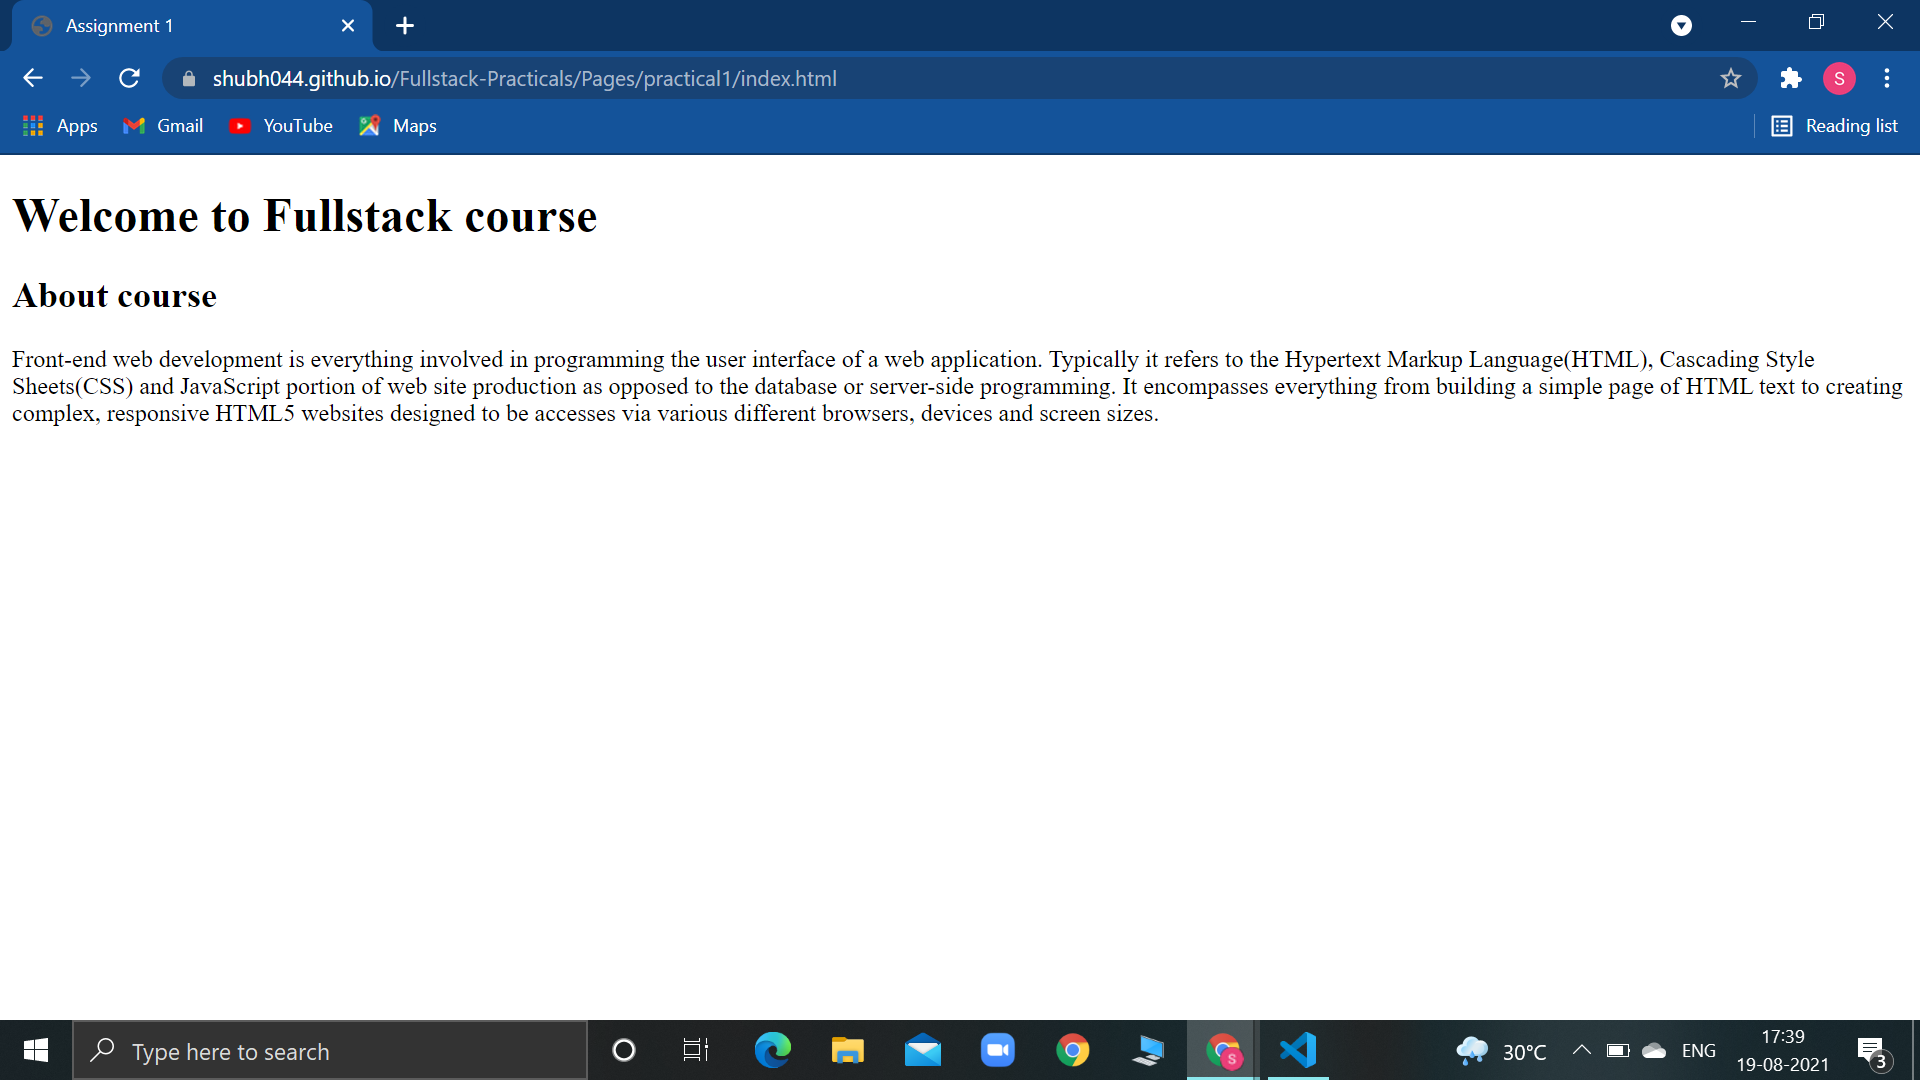 Assignment 1
shubh044.github.io/Fullstack-Practicals/Pages/practical1/index.html
S
Apps Gmail YouTube Maps Reading list
Welcome to Fullstack course
About course
Front-end web development is everything involved in programming the user interface of a web application. Typically it refers to the Hypertext Markup Language(HTML), Cascading Style
Sheets(CSS) and JavaScript portion of web site production as opposed to the database or server-side programming. It encompasses everything from building a simple page of HTML text to creating
complex, responsive HTML5 websites designed to be accesses via various different browsers, devices and screen sizes.
Type here to search
S
30°C
ENG
17:39
19-08-2021
3